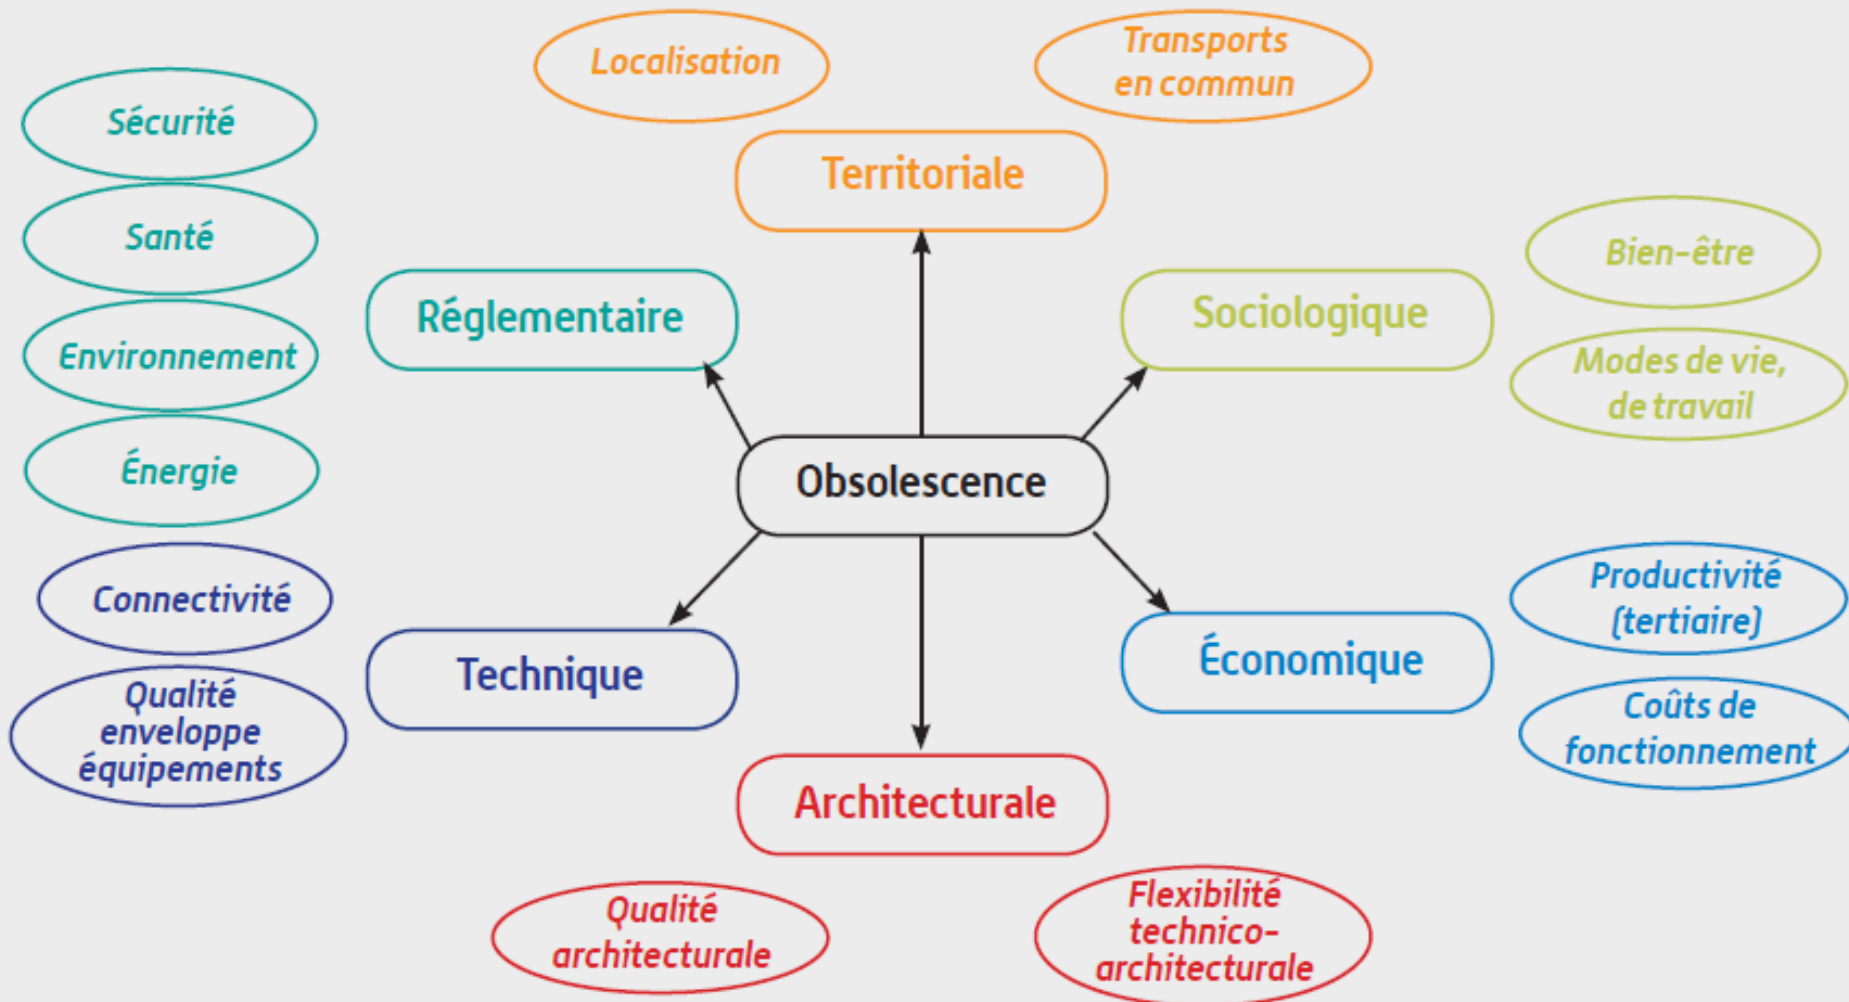 Localisation
Transports
en commun
Sécurité
Territoriale
Santé
Bien-être
Réglementaire
Sociologique
Environnement
Modes de vie,
de travail
Énergie
Obsolescence
Connectivité
Productivité
(tertiaire)
Technique
Économique
Qualité
enveloppe
équipements
Coûts de
fonctionnement
Architecturale
Qualité
architecturale
Flexibilité
technico-
architecturale